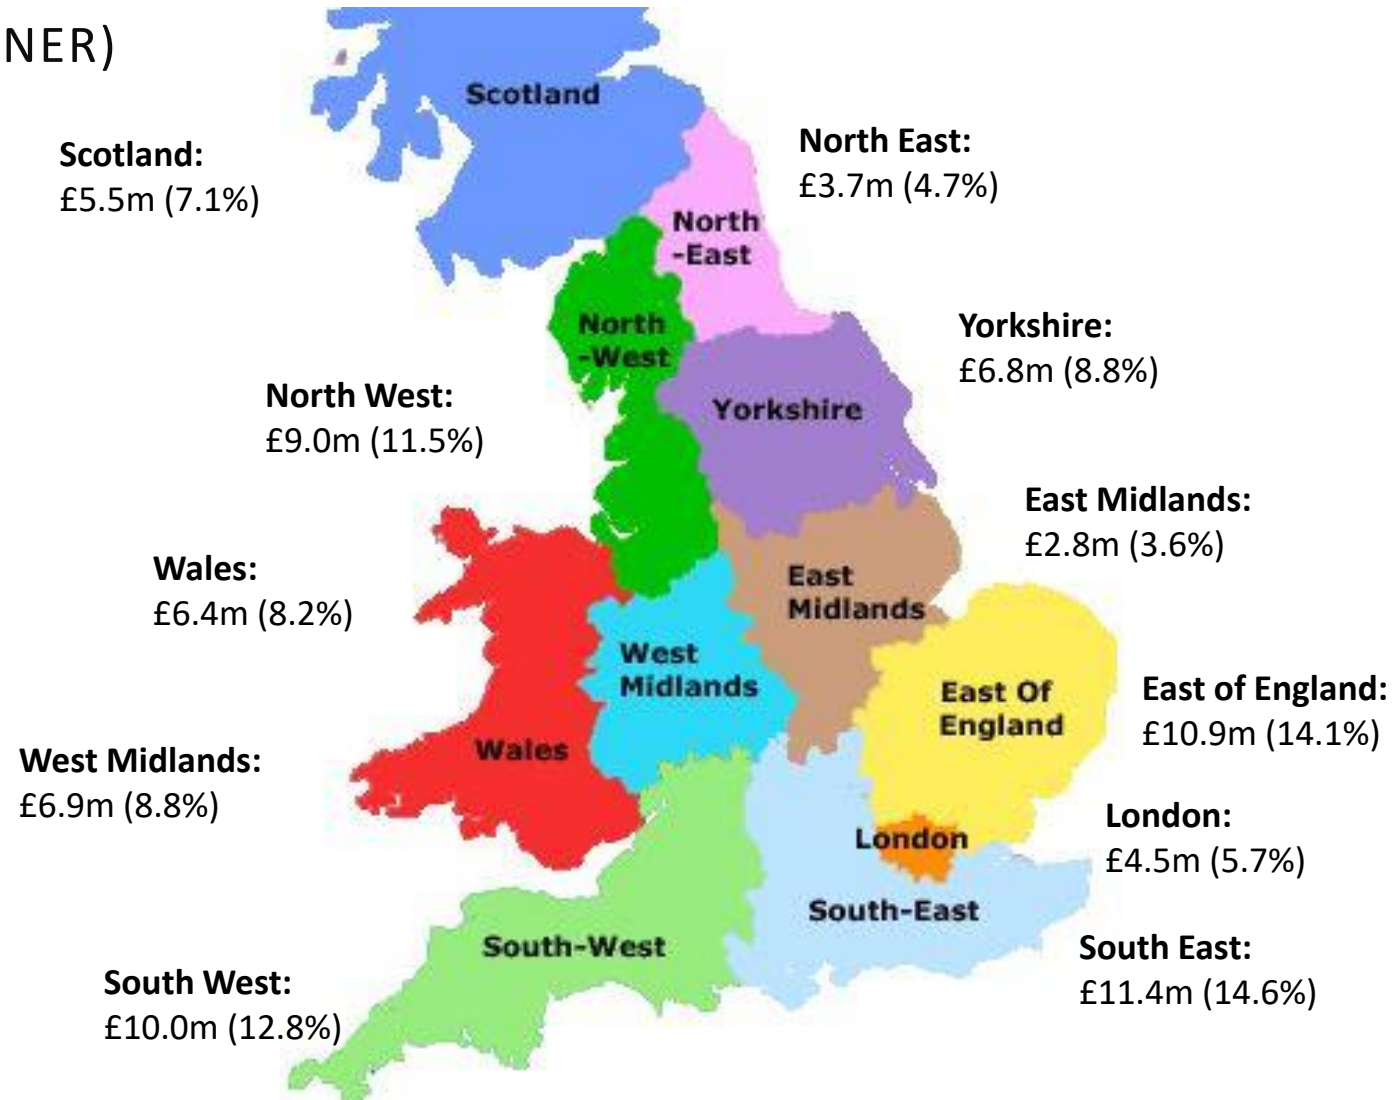 NER)
Scotland
Scotland:
£5.5m (7.1%)
North East:
£3.7m (4.7%)
North
-East
North
-West
Yorkshire:
£6.8m (8.8%)
North West:
£9.0m (11.5%)
Yorkshire
East Midlands:
£2.8m (3.6%)
Wales:
£6.4m (8.2%)
East
Midlands
West
Midlands
East Of
England
East of England:
£10.9m (14.1%)
West Midlands:
£6.9m (8.8%)
Wales
London:
£4.5m (5.7%)
London
South-East
South-West
South East:
£11.4m (14.6%)
South West:
£10.0m (12.8%)